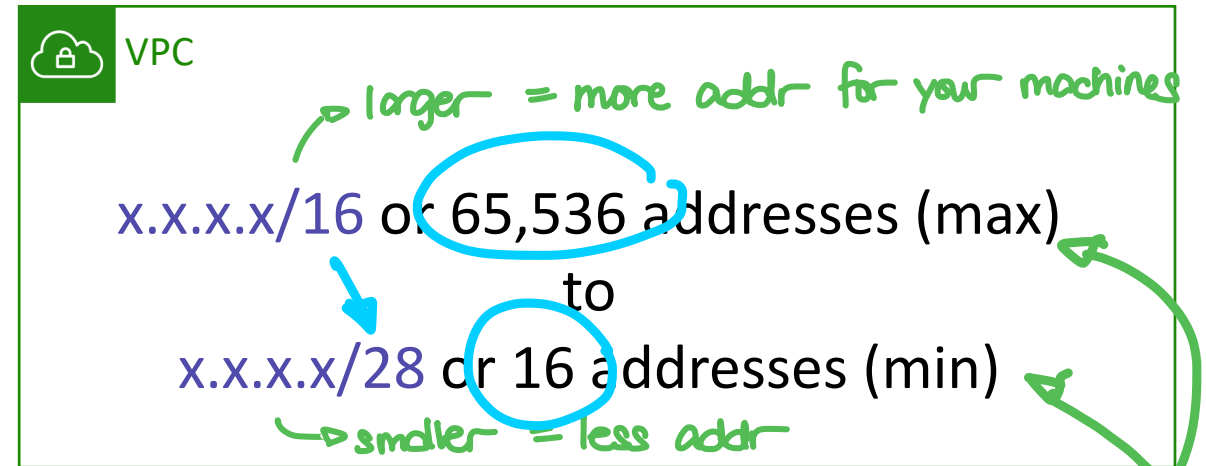 VPC
larger = more addr for your machines
x.x.x.x/16 or 65,536 addresses (max)
to
x.x.x.x/28 or 16 addresses (min)
smaller = less addr